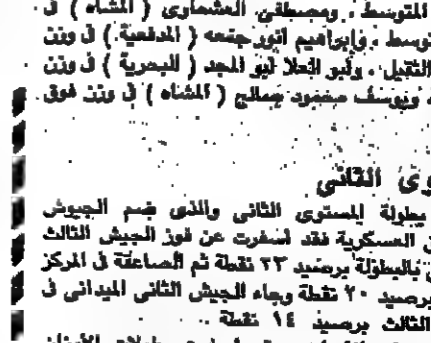 المتوسط ، ومصطفى العشماوى ( المشاه ) فى
توسط ، وإبراهيم انور جمعه ( المدفعية ) فى وزن
الثقيل ، وأبو العلا أبو المجد ( البحرية ) فى وزن
ويوسف محمود صالح ( المشاه ) فى وزن فوق
وى الثانى
بطولة المستوى الثانى والذى ضم الجيوش
العسكرية فقد اسفرت عن فوز الجيش الثالث
بالبطولة برصيد ٢٣ نقطة ثم الصاعقة فى المركز
برصيد ٢٠ نقطة وجاء الجيش الثانى الميدانى فى
الثالث برصيد ١٤ نقطة .